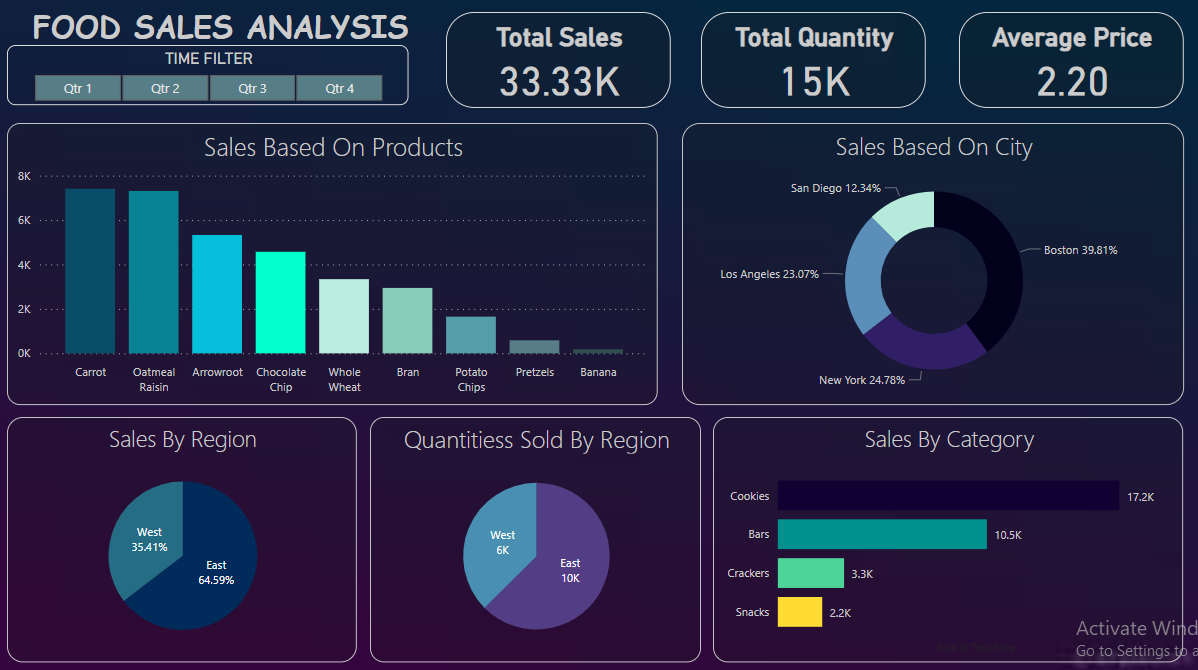 FOOD SALES ANALYSIS
TIME FILTER
Qtr 1
Qtr 2
Qtr 3
Qtr 4
Total Sales
33.33K
Total Quantity
15K
Average Price
2.20
Sales Based On Products
8K
6K
4K
2K
0K
Carrot
Oatmeal
Raisin
Arrowroot
Chocolate
Chip
Whole
Wheat
Bran
Potato
Chips
Pretzels
Banana
Sales Based On City
San Diego 12.34%
Boston 39.81%
Los Angeles 23.07%
New York 24.78%
Sales By Region
West
35.41%
East
64.59%
Quantitiess Sold By Region
West
6K
East
10K
Sales By Category
Cookies
17.2K
Bars
10.5K
Crackers
3.3K
Snacks
2.2K
Activate Wind
Go to Settings to a